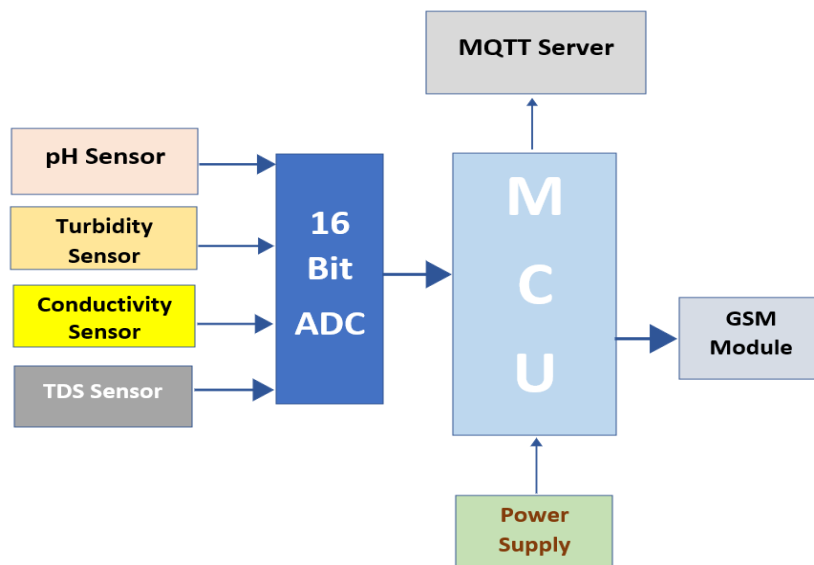 MQTT Server
pH Sensor
Turbidity
Sensor
Conductivity
Sensor
TDS Sensor
16
Bit
ADC
M
C
U
GSM
Module
Power
Supply